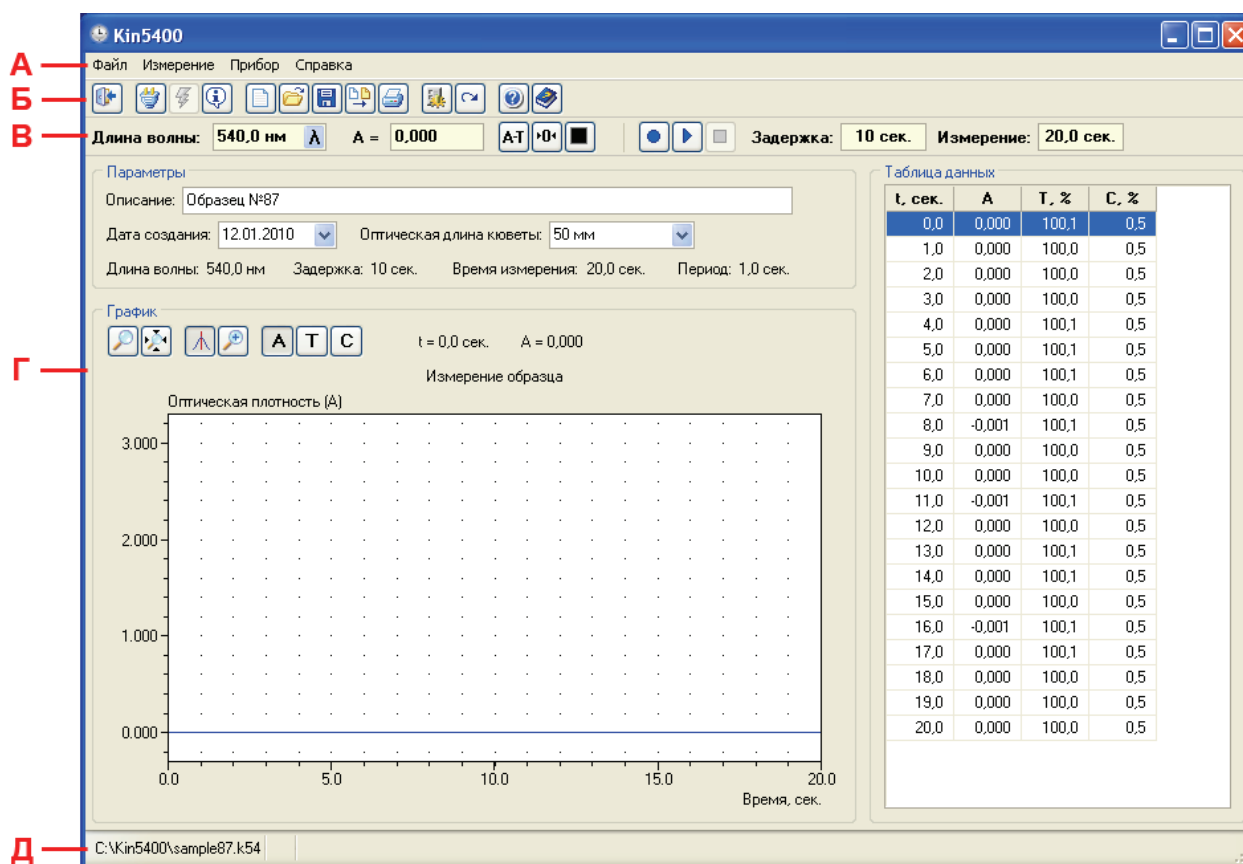 Kin5400
А
Файл Измерение Прибор Справка
Б
В
Длина волны: 540,0 нм λ A = 0,000 A-T ▸0◂ Задержка: 10 сек. Измерение: 20,0 сек.
Параметры
Описание: Образец №87
Дата создания: 12.01.2010 Оптическая длина кюветы: 50 мм
Длина волны: 540,0 нм Задержка: 10 сек. Время измерения: 20,0 сек. Период: 1,0 сек.
График
A T C t = 0,0 сек. A = 0,000
Г
Измерение образца
Оптическая плотность (A)
3.000
2.000
1.000
0.000
0.0 5.0 10.0 15.0 20.0
Время, сек.
Таблица данных
t, сек. A T, % C, %
0,0 0,000 100,1 0,5
1,0 0,000 100,0 0,5
2,0 0,000 100,0 0,5
3,0 0,000 100,0 0,5
4,0 0,000 100,1 0,5
5,0 0,000 100,1 0,5
6,0 0,000 100,1 0,5
7,0 0,000 100,0 0,5
8,0 -0,001 100,1 0,5
9,0 0,000 100,0 0,5
10,0 0,000 100,0 0,5
11,0 -0,001 100,1 0,5
12,0 0,000 100,0 0,5
13,0 0,000 100,1 0,5
14,0 0,000 100,1 0,5
15,0 0,000 100,0 0,5
16,0 -0,001 100,1 0,5
17,0 0,000 100,1 0,5
18,0 0,000 100,0 0,5
19,0 0,000 100,0 0,5
20,0 0,000 100,0 0,5
Д
C:\Kin5400\sample87.k54